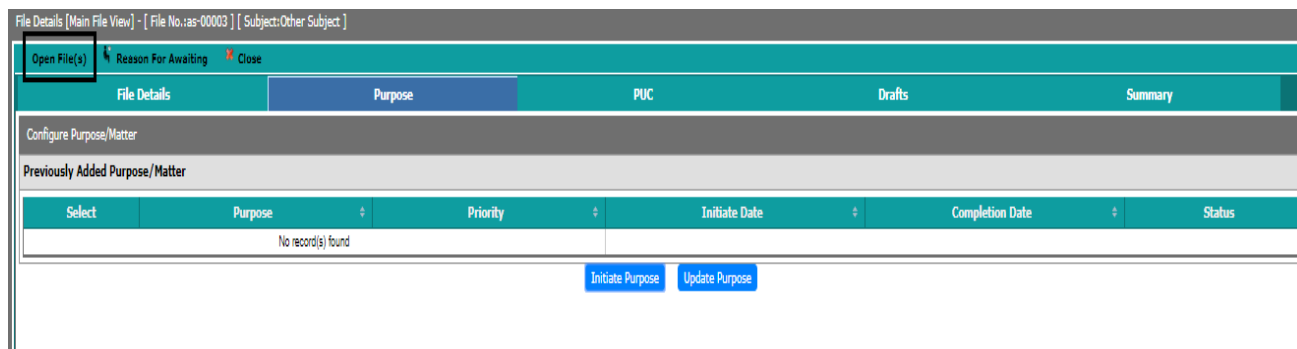 File Details [Main File View] - [ File No.:as-00003 ] [ Subject:Other Subject ]
Open File(s) Reason For Awaiting Close
File Details Purpose PUC Drafts Summary
Configure Purpose/Matter
Previously Added Purpose/Matter
Select Purpose Priority Initiate Date Completion Date Status
No record(s) found
Initiate Purpose Update Purpose